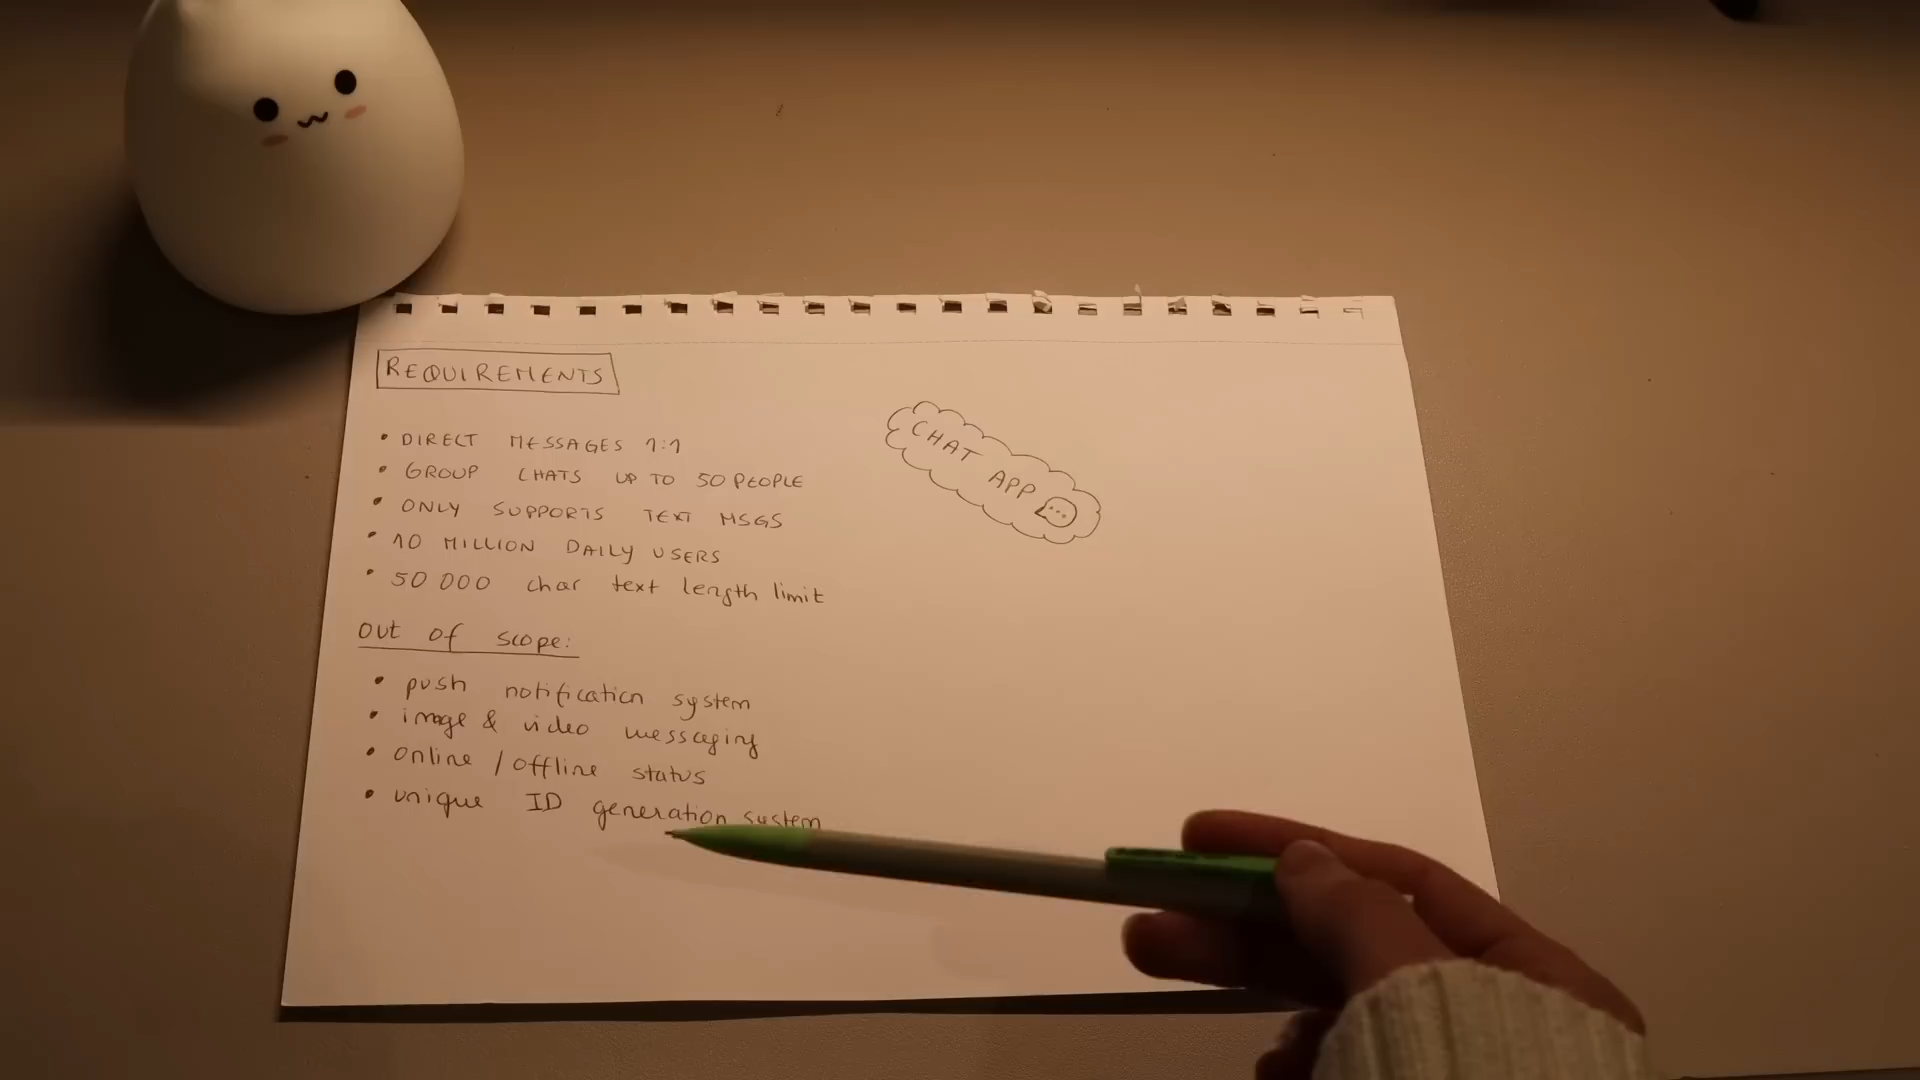 REQUIREMENTS
• DIRECT MESSAGES 1:1
• GROUP CHATS UP TO 50 PEOPLE
• ONLY SUPPORTS TEXT MSGS
• 10 MILLION DAILY USERS
• 50 000 char text length limit
out of scope:
• push notification system
• image & video messaging
• online / offline status
• unique ID generation system
CHAT APP